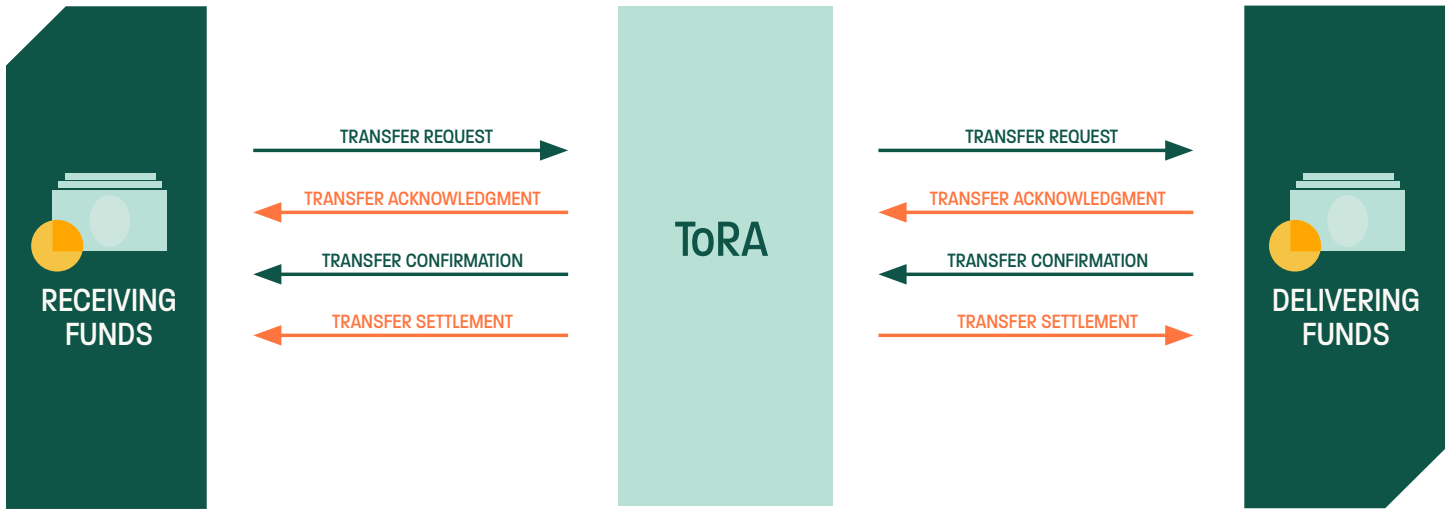 TRANSFER REQUEST
TRANSFER ACKNOWLEDGMENT
TRANSFER CONFIRMATION
TRANSFER SETTLEMENT
RECEIVING
FUNDS
ToRA
TRANSFER REQUEST
TRANSFER ACKNOWLEDGMENT
TRANSFER CONFIRMATION
TRANSFER SETTLEMENT
DELIVERING
FUNDS